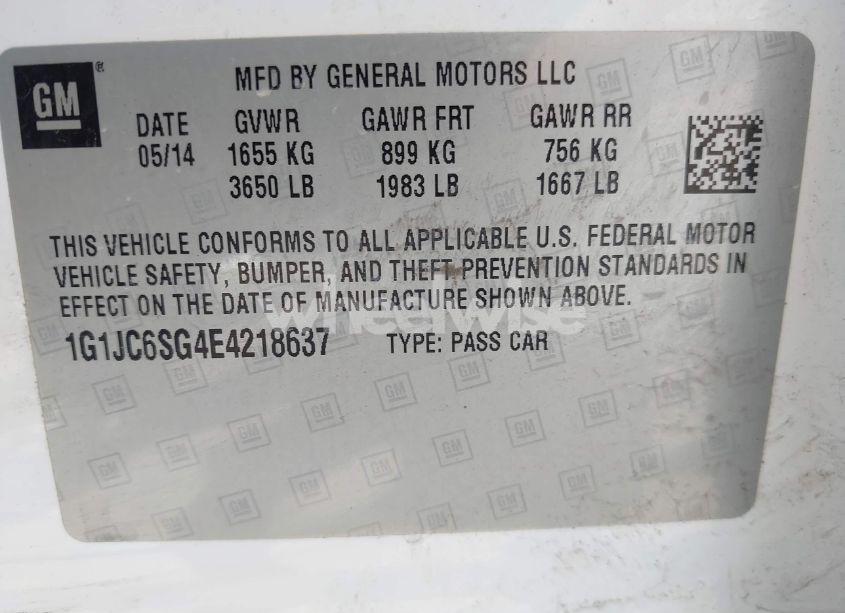 GM®
MFD BY GENERAL MOTORS LLC
DATE GVWR GAWR FRT GAWR RR
05/14 1655 KG 899 KG 756 KG
3650 LB 1983 LB 1667 LB
THIS VEHICLE CONFORMS TO ALL APPLICABLE U.S. FEDERAL MOTOR
VEHICLE SAFETY, BUMPER, AND THEFT PREVENTION STANDARDS IN
EFFECT ON THE DATE OF MANUFACTURE SHOWN ABOVE.
wheelwise
1G1JC6SG4E4218637 TYPE: PASS CAR